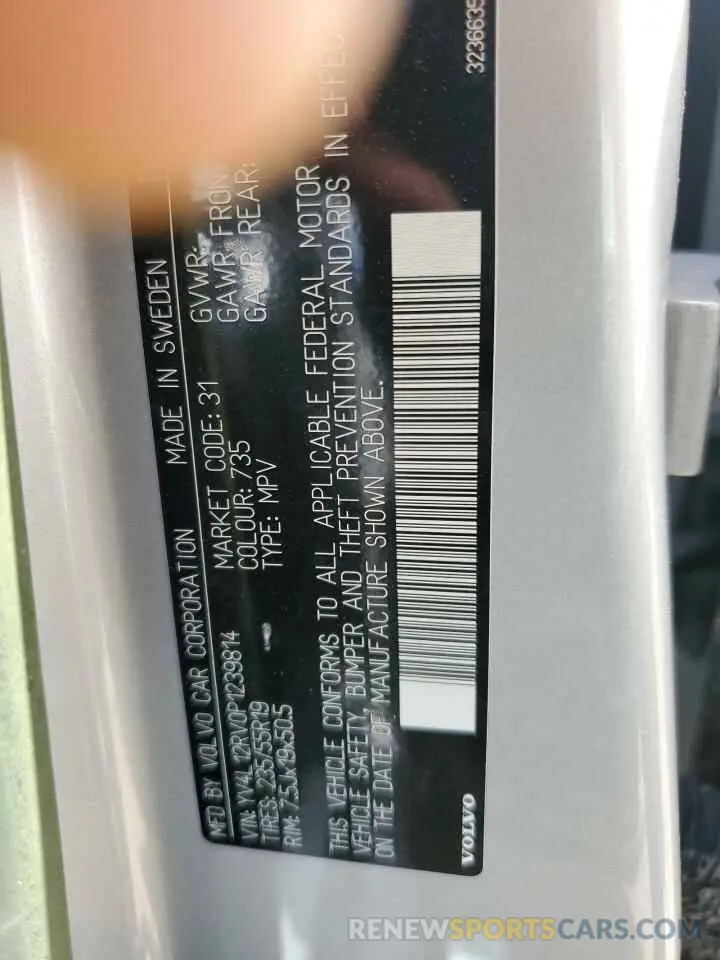 MFD BY VOLVO CAR CORPORATION MADE IN SWEDEN
VIN: YV4L12RV0P1239814 MARKET CODE: 31 GVWR:
TIRES: 235/55R19 COLOUR: 735 GAWR FRON
RIM: 7.5Jx19x50.5 TYPE: MPV GAWR REAR:
THIS VEHICLE CONFORMS TO ALL APPLICABLE FEDERAL MOTOR
VEHICLE SAFETY, BUMPER AND THEFT PREVENTION STANDARDS IN EFFEC
ON THE DATE OF MANUFACTURE SHOWN ABOVE.
VOLVO 3236635
RENEWSPORTSCARS.COM